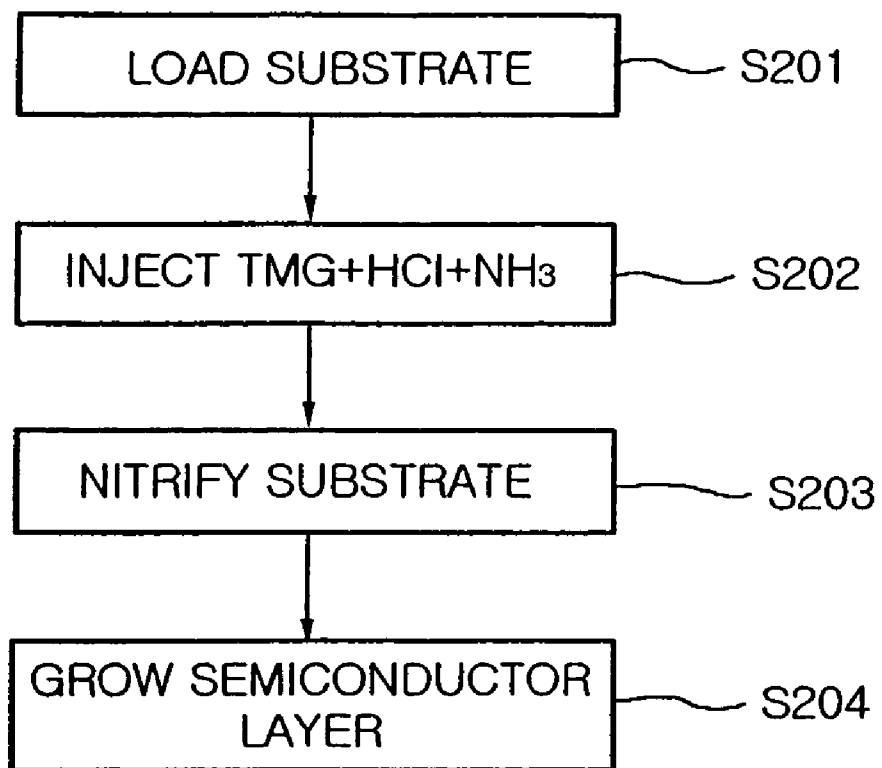 LOAD SUBSTRATE
S201
INJECT TMG+HCl+NH₃
S202
NITRIFY SUBSTRATE
S203
GROW SEMICONDUCTOR
LAYER
S204